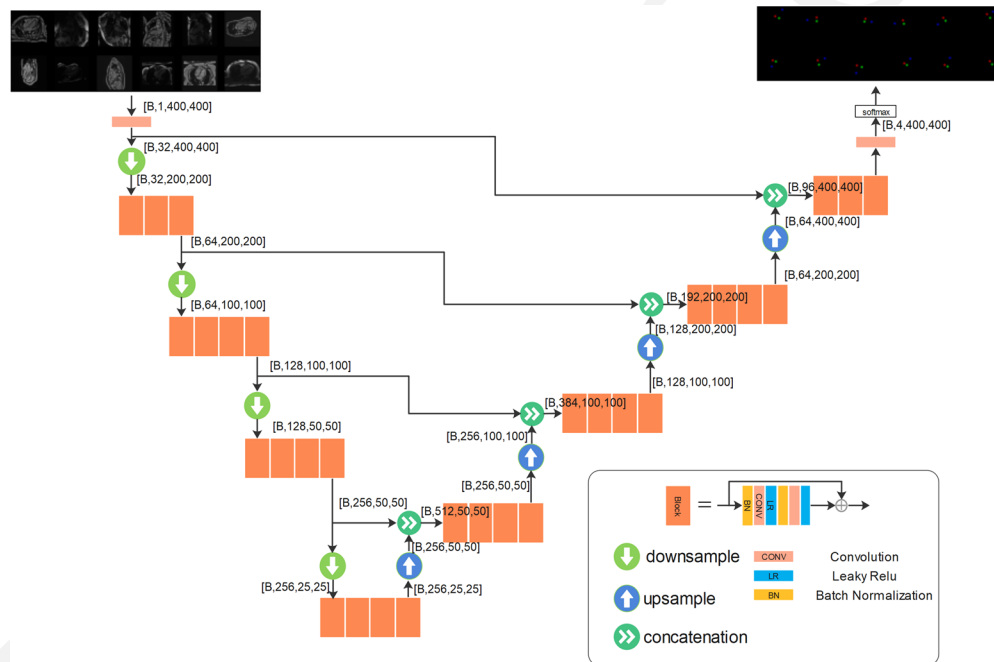 [B,1,400,400]
[B,32,400,400]
[B,32,200,200]
[B,64,200,200]
[B,64,100,100]
[B,128,100,100]
[B,128,50,50]
[B,256,50,50]
[B,256,25,25]
[B,256,25,25]
[B,256,50,50]
[B,512,50,50]
[B,256,50,50]
[B,256,100,100]
[B,384,100,100]
[B,128,100,100]
[B,128,200,200]
[B,192,200,200]
[B,64,200,200]
[B,64,400,400]
[B,96,400,400]
[B,4,400,400]
softmax
Block
=
BN
CONV
LR
downsample
upsample
concatenation
CONV Convolution
LR Leaky Relu
BN Batch Normalization